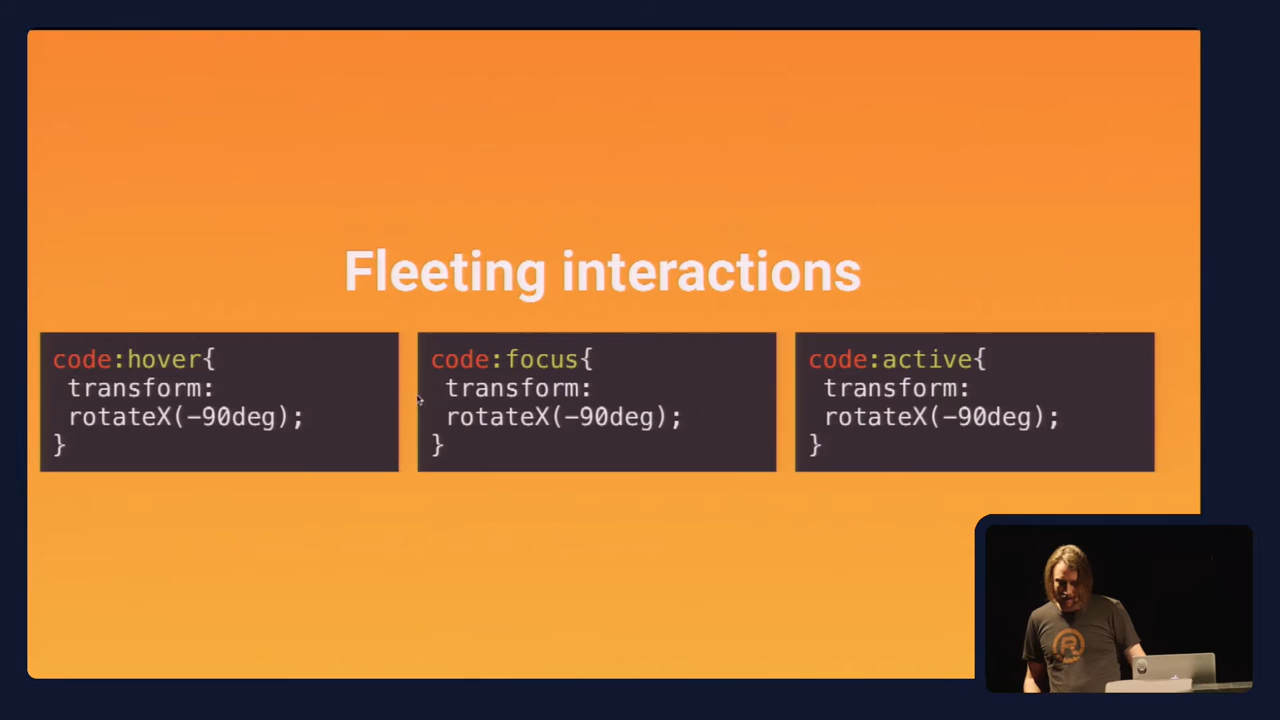 Fleeting interactions
code:hover{
transform:
rotateX(-90deg);
}
code:focus{
transform:
rotateX(-90deg);
}
code:active{
transform:
rotateX(-90deg);
}
R